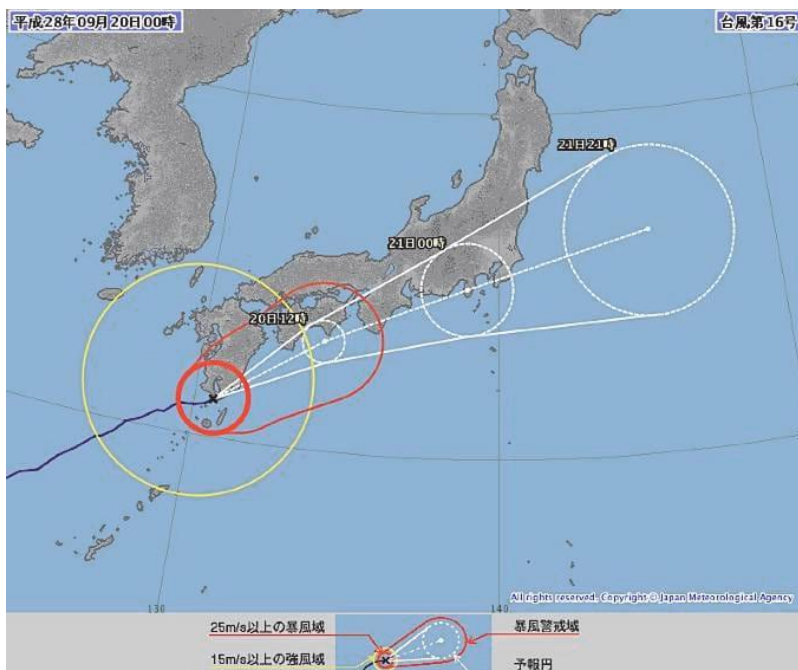 平成28年09月20日00時
台風第16号
21日21時
21日00時
20日12時
All rights reserved. Copyright © Japan Meteorological Agency
130
140
25m/s以上の暴風域
暴風警戒域
15m/s以上の強風域
予報円